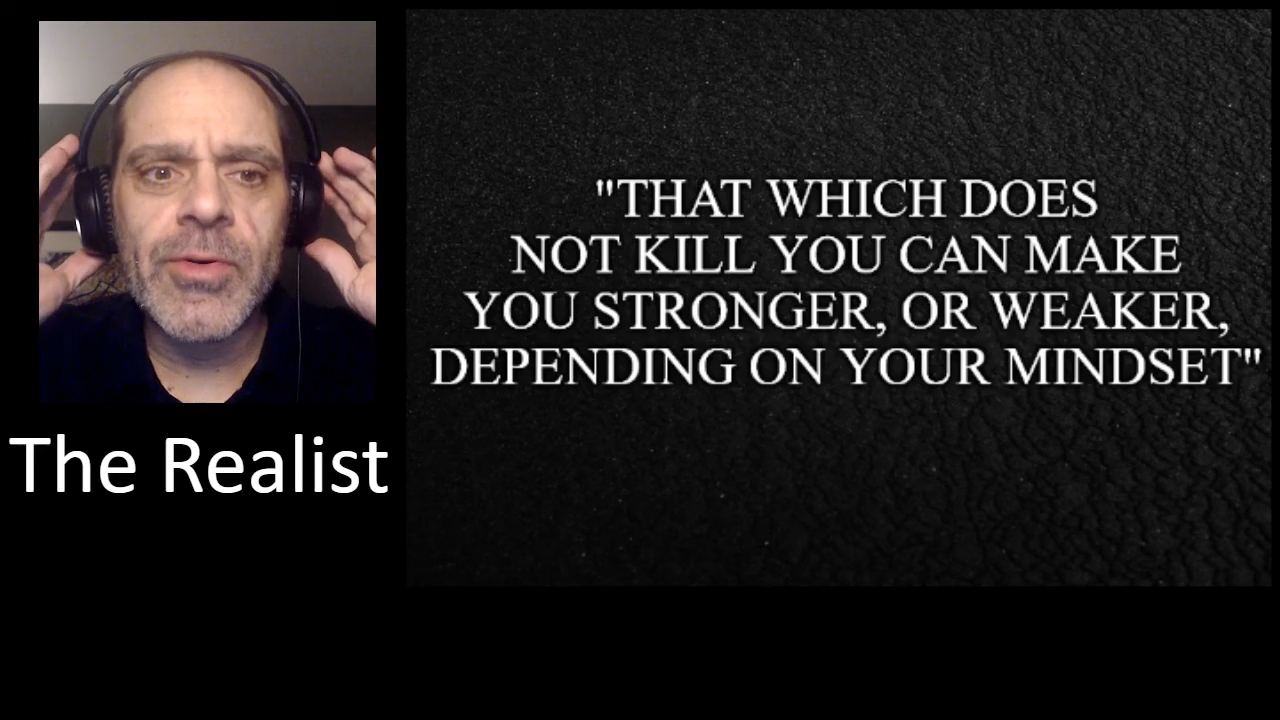 "THAT WHICH DOES
NOT KILL YOU CAN MAKE
YOU STRONGER, OR WEAKER,
DEPENDING ON YOUR MINDSET"
The Realist